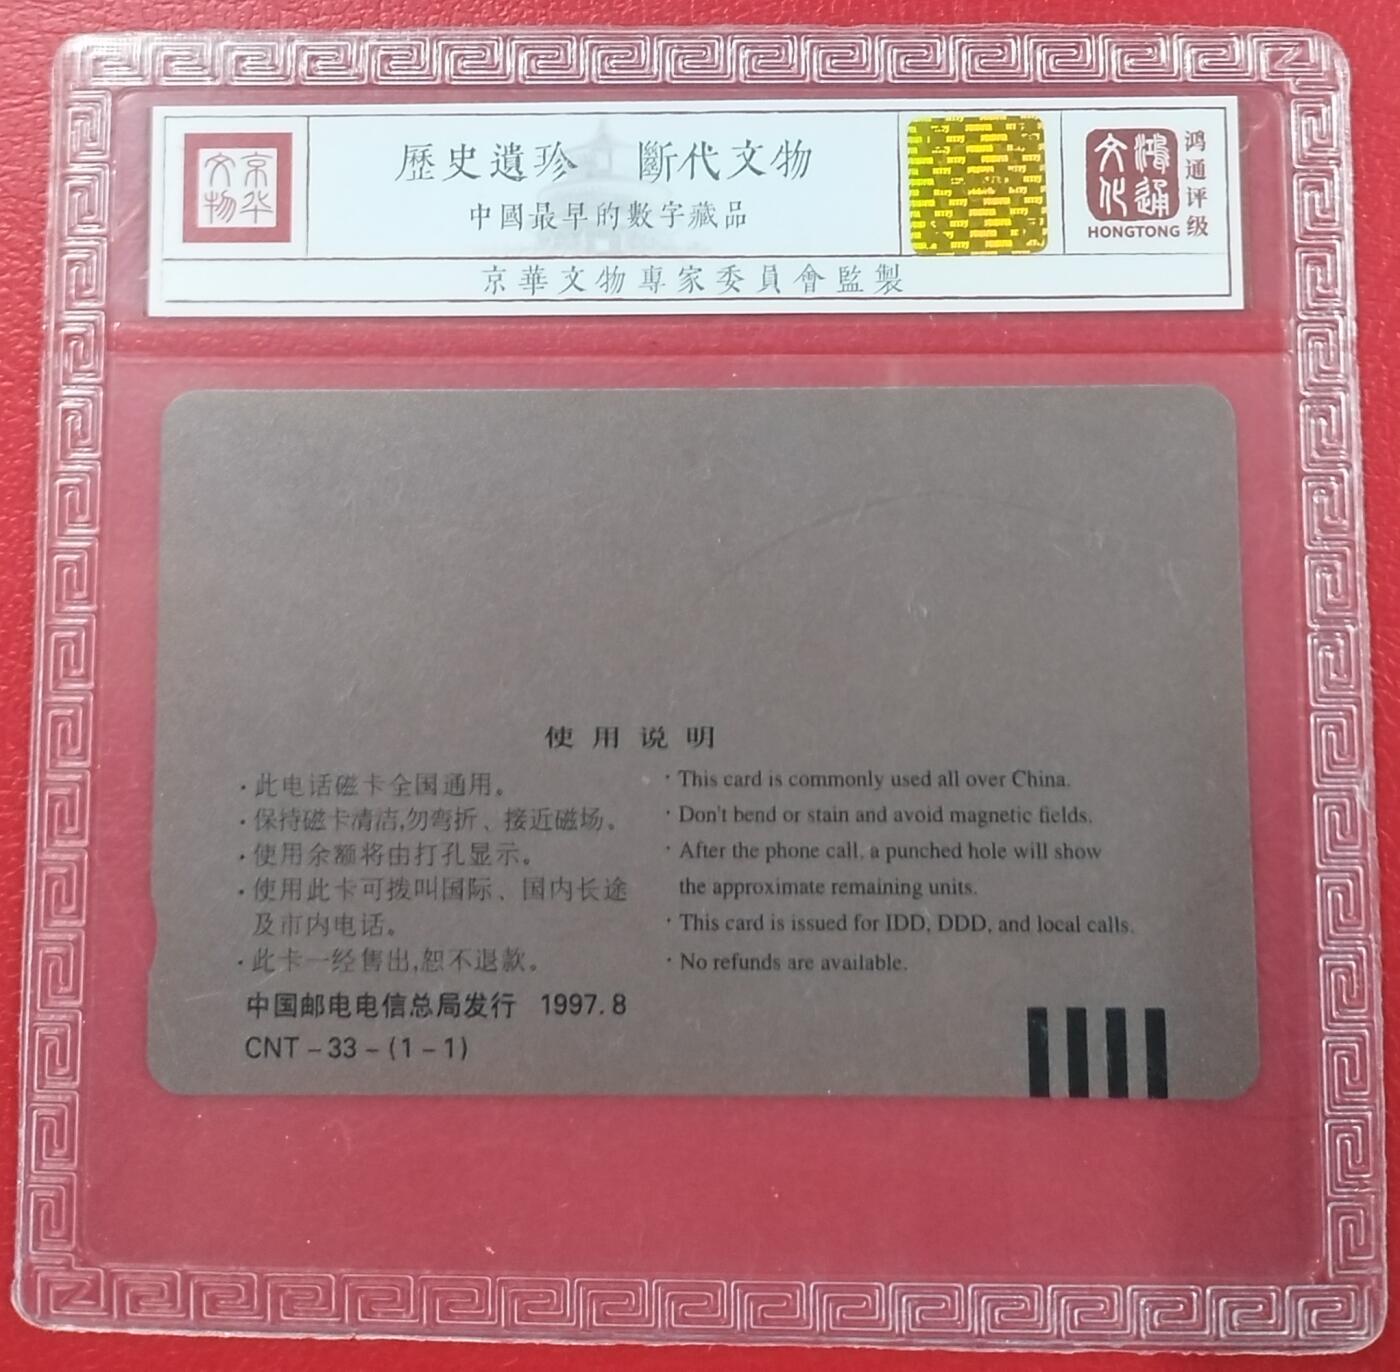 京华
文物
歷史遺珍 斷代文物
中國最早的數字藏品
京華文物專家委員會監製
鴻通
文化
HONGTONG
鸿通评级
使用说明
·此电话磁卡全国通用。
·保持磁卡清洁,勿弯折、接近磁场。
·使用余额将由打孔显示。
·使用此卡可拨叫国际、国内长途
及市内电话。
·此卡一经售出,恕不退款。
· This card is commonly used all over China.
· Don't bend or stain and avoid magnetic fields.
· After the phone call, a punched hole will show
the approximate remaining units.
· This card is issued for IDD, DDD, and local calls.
· No refunds are available.
中国邮电电信总局发行 1997.8
CNT－33－(1－1)